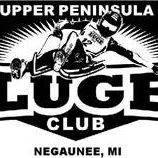 UPPER PENINSULA
LUGE
CLUB
NEGAUNEE, MI